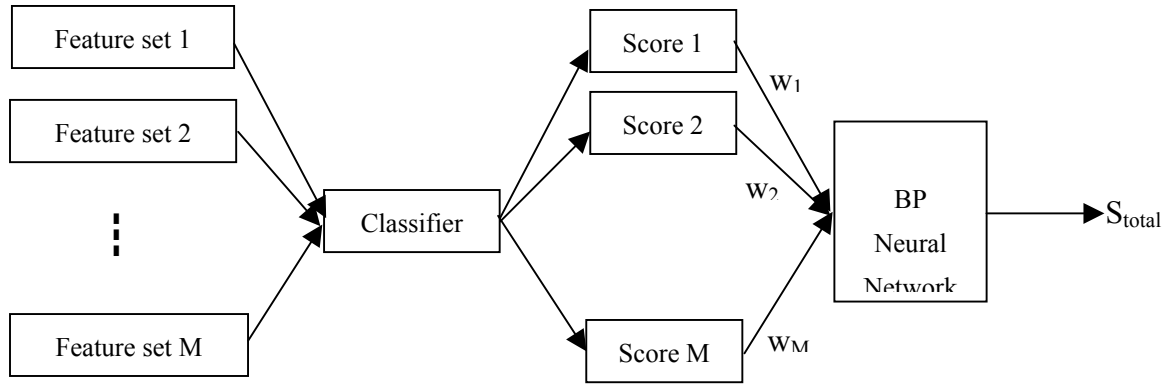 Feature set 1
Feature set 2
Feature set M
Classifier
Score 1
Score 2
Score M
w1
w2
wM
BP
Neural
Network
Stotal